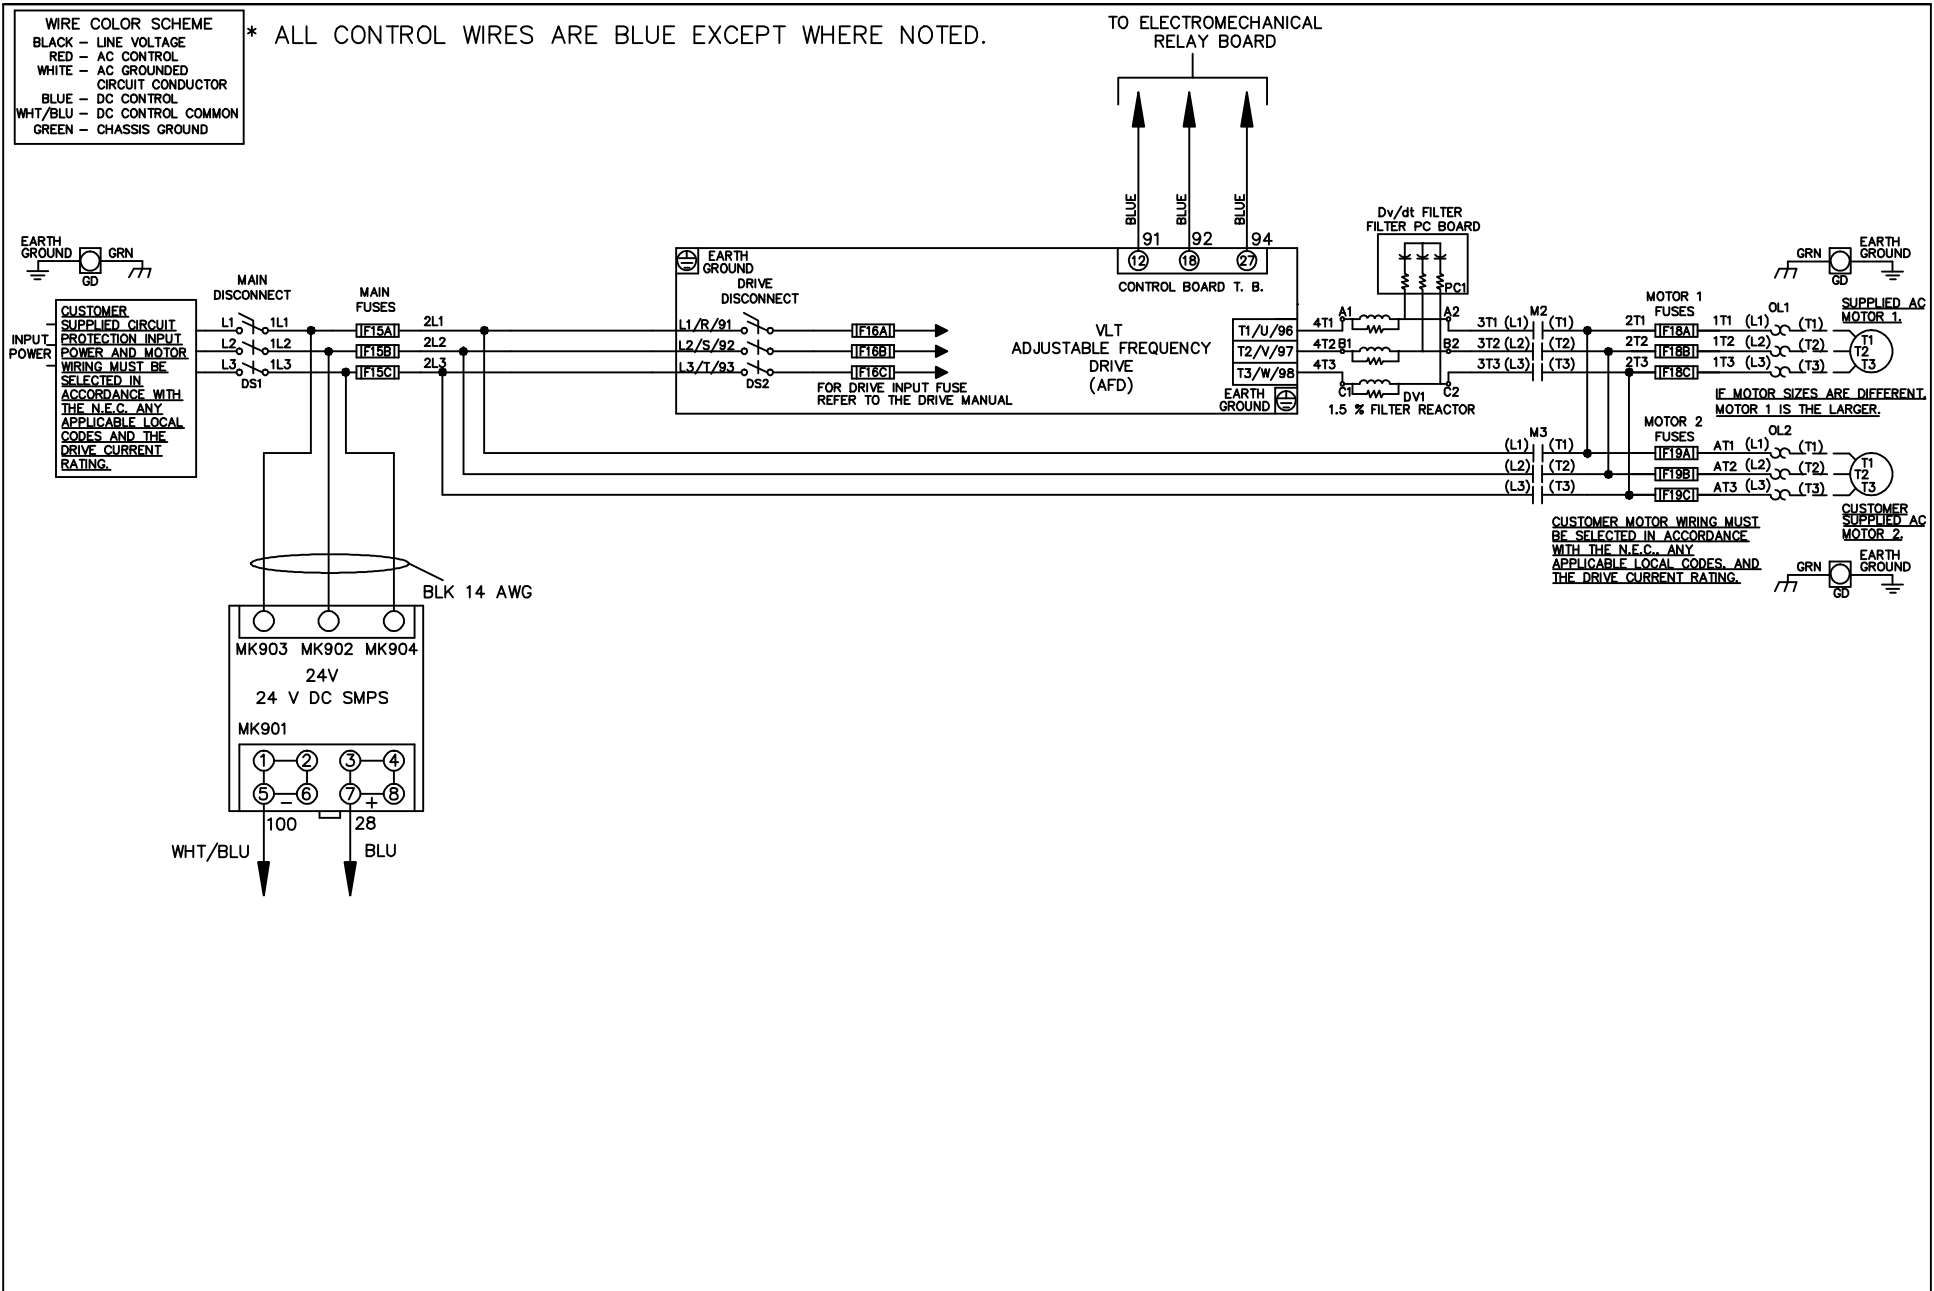 WIRE COLOR SCHEME
BLACK – LINE VOLTAGE
RED – AC CONTROL
WHITE – AC GROUNDED
CIRCUIT CONDUCTOR
BLUE – DC CONTROL
WHT/BLU – DC CONTROL COMMON
GREEN – CHASSIS GROUND
* ALL CONTROL WIRES ARE BLUE EXCEPT WHERE NOTED.
TO ELECTROMECHANICAL
RELAY BOARD
BLUE BLUE BLUE
91 92 94
12 18 27
CONTROL BOARD T. B.
EARTH
GROUND
GRN
GD
INPUT
POWER
CUSTOMER
SUPPLIED CIRCUIT
PROTECTION INPUT
POWER AND MOTOR
WIRING MUST BE
SELECTED IN
ACCORDANCE WITH
THE N.E.C. ANY
APPLICABLE LOCAL
CODES AND THE
DRIVE CURRENT
RATING.
MAIN
DISCONNECT
L1 1L1
L2 1L2
L3 1L3
DS1
MAIN
FUSES
F15A
F15B
F15C
2L1
2L2
2L3
EARTH
GROUND
DRIVE
DISCONNECT
L1/R/91
L2/S/92
L3/T/93
DS2
F16A
F16B
F16C
FOR DRIVE INPUT FUSE
REFER TO THE DRIVE MANUAL
VLT
ADJUSTABLE FREQUENCY
DRIVE
(AFD)
T1/U/96
T2/V/97
T3/W/98
EARTH
GROUND
4T1
4T2
4T3
Dv/dt FILTER
FILTER PC BOARD
PC1
A1 A2
B1 B2
C1 C2
DV1
1.5 % FILTER REACTOR
M2
3T1 (L1) (T1)
3T2 (L2) (T2)
3T3 (L3) (T3)
M3
(L1) (T1)
(L2) (T2)
(L3) (T3)
MOTOR 1
FUSES
2T1 F18A 1T1 (L1) (T1)
2T2 F18B 1T2 (L2) (T2)
2T3 F18C 1T3 (L3) (T3)
OL1
GRN
GD
EARTH
GROUND
SUPPLIED AC
MOTOR 1.
T1
T2
T3
IF MOTOR SIZES ARE DIFFERENT,
MOTOR 1 IS THE LARGER.
MOTOR 2
FUSES
OL2
F19A AT1 (L1) (T1)
F19B AT2 (L2) (T2)
F19C AT3 (L3) (T3)
T1
T2
T3
CUSTOMER
SUPPLIED AC
MOTOR 2.
CUSTOMER MOTOR WIRING MUST
BE SELECTED IN ACCORDANCE
WITH THE N.E.C., ANY
APPLICABLE LOCAL CODES, AND
THE DRIVE CURRENT RATING.
GRN
GD
EARTH
GROUND
BLK 14 AWG
MK903 MK902 MK904
24V
24 V DC SMPS
MK901
1 2 3 4
5 – 6 7 + 8
100 28
WHT/BLU BLU